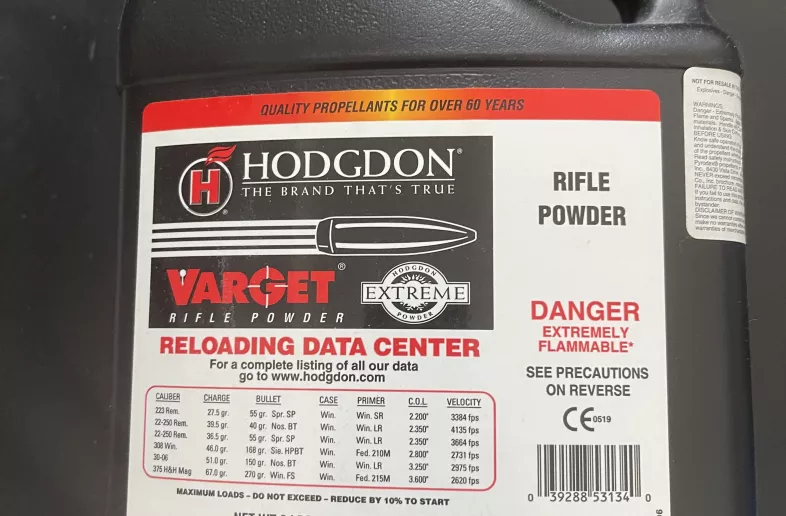 QUALITY PROPELLANTS FOR OVER 60 YEARS
H HODGDON®
THE BRAND THAT'S TRUE
VARGET®
RIFLE POWDER
HODGDON
EXTREME
POWDER
RIFLE
POWDER
DANGER
EXTREMELY
FLAMMABLE*
SEE PRECAUTIONS
ON REVERSE
CE 0519
RELOADING DATA CENTER
For a complete listing of all our data
go to www.hodgdon.com
CALIBER CHARGE BULLET CASE PRIMER C.O.L VELOCITY
223 Rem. 27.5 gr. 55 gr. Spr. SP Win. Win. SR 2.200" 3384 fps
22-250 Rem. 39.5 gr. 40 gr. Nos. BT Win. Win. LR 2.350" 4135 fps
22-250 Rem. 36.5 gr. 55 gr. Spr. SP Win. Win. LR 2.350" 3664 fps
308 Win. 46.0 gr. 168 gr. Sie. HPBT Win. Fed. 210M 2.800" 2731 fps
30-06 51.0 gr. 150 gr. Nos. BT Win. Win. LR 3.250" 2975 fps
375 H&H Mag 67.0 gr. 270 gr. Win. FS Win. Fed. 215M 3.600" 2620 fps
MAXIMUM LOADS - DO NOT EXCEED - REDUCE BY 10% TO START
0 39288 53134 0
NOT FOR RESALE
WARNINGS
BEFORE USING